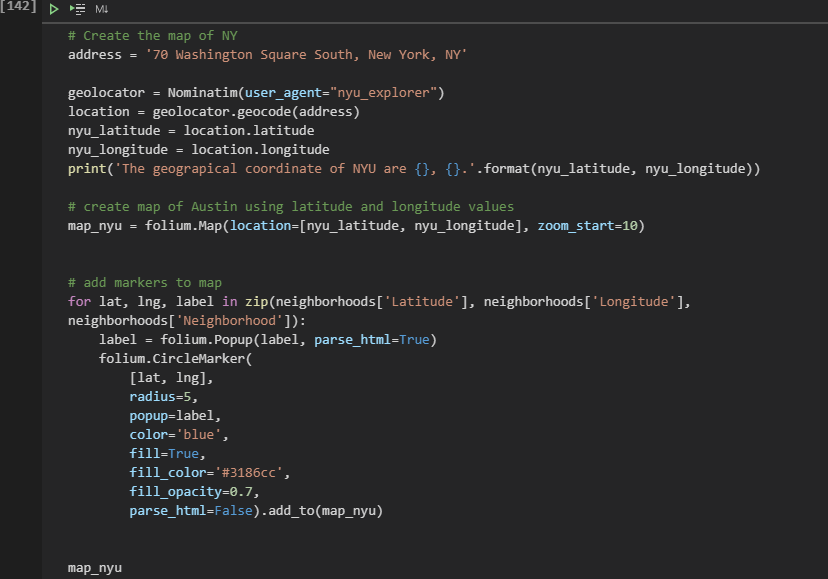 [142]
M↓
# Create the map of NY
address = '70 Washington Square South, New York, NY'
geolocator = Nominatim(user_agent="nyu_explorer")
location = geolocator.geocode(address)
nyu_latitude = location.latitude
nyu_longitude = location.longitude
print('The geograpical coordinate of NYU are {}, {}.'.format(nyu_latitude, nyu_longitude))
# create map of Austin using latitude and longitude values
map_nyu = folium.Map(location=[nyu_latitude, nyu_longitude], zoom_start=10)
# add markers to map
for lat, lng, label in zip(neighborhoods['Latitude'], neighborhoods['Longitude'],
neighborhoods['Neighborhood']):
    label = folium.Popup(label, parse_html=True)
    folium.CircleMarker(
        [lat, lng],
        radius=5,
        popup=label,
        color='blue',
        fill=True,
        fill_color='#3186cc',
        fill_opacity=0.7,
        parse_html=False).add_to(map_nyu)
map_nyu